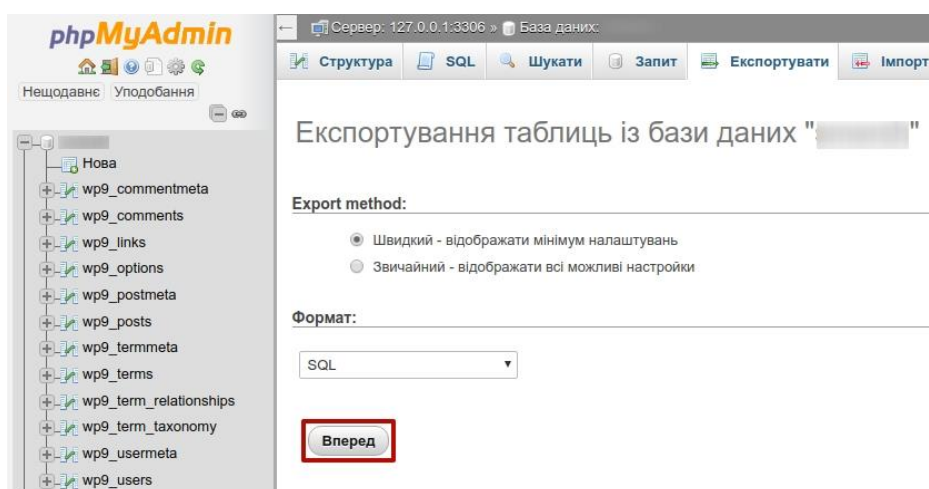 phpMyAdmin
Нещодавнє Уподобання
Нова
wp9_commentmeta
wp9_comments
wp9_links
wp9_options
wp9_postmeta
wp9_posts
wp9_termmeta
wp9_terms
wp9_term_relationships
wp9_term_taxonomy
wp9_usermeta
wp9_users
← Сервер: 127.0.0.1:3306 » База даних:
Структура SQL Шукати Запит Експортувати Імпорт
Експортування таблиць із бази даних " "
Export method:
Швидкий - відображати мінімум налаштувань
Звичайний - відображати всі можливі настройки
Формат:
SQL
Вперед